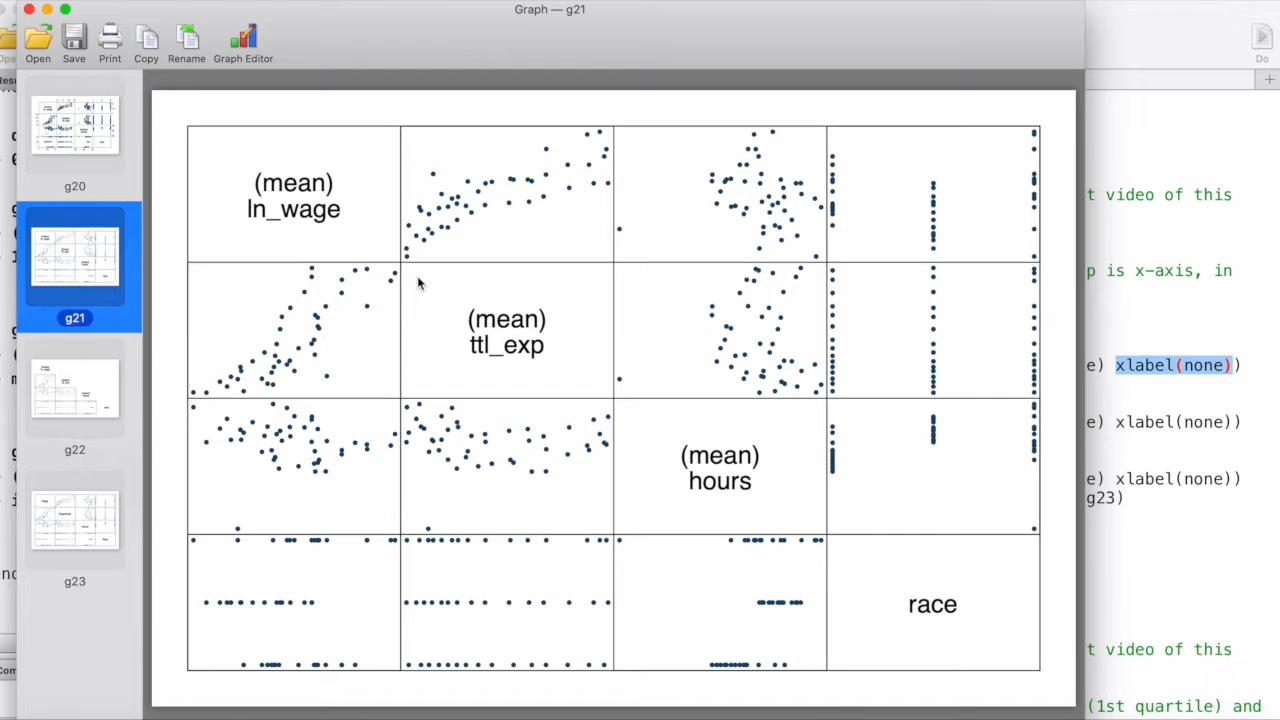 Graph — g21
Open
Save
Print
Copy
Rename
Graph Editor
Do
g20
g21
g22
g23
(mean)
ln_wage
(mean)
ttl_exp
(mean)
hours
race
t video of this
p is x-axis, in
e) xlabel(none))
e) xlabel(none))
e) xlabel(none))
g23)
t video of this
(1st quartile) and